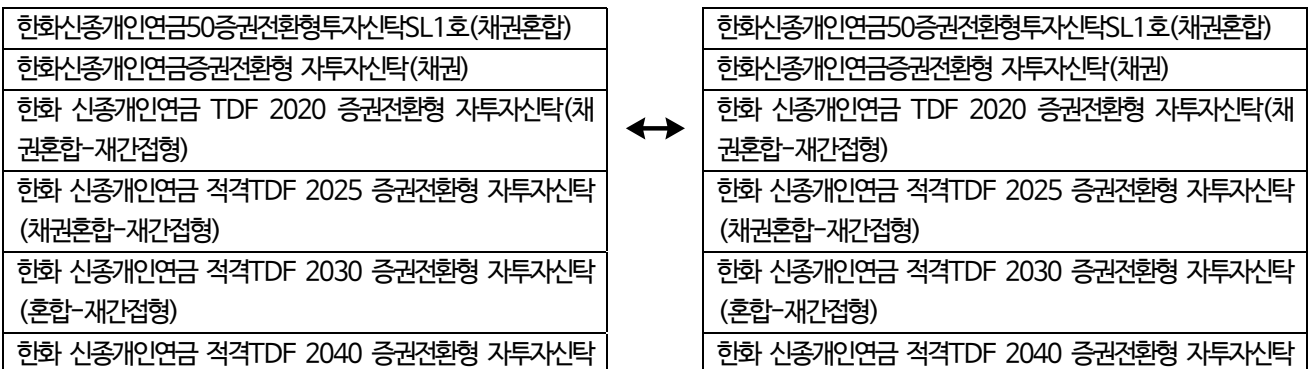 한화신종개인연금50증권전환형투자신탁SL1호(채권혼합)
한화신종개인연금증권전환형 자투자신탁(채권)
한화 신종개인연금 TDF 2020 증권전환형 자투자신탁(채
권혼합-재간접형)
한화 신종개인연금 적격TDF 2025 증권전환형 자투자신탁
(채권혼합-재간접형)
한화 신종개인연금 적격TDF 2030 증권전환형 자투자신탁
(혼합-재간접형)
한화 신종개인연금 적격TDF 2040 증권전환형 자투자신탁
한화신종개인연금50증권전환형투자신탁SL1호(채권혼합)
한화신종개인연금증권전환형 자투자신탁(채권)
한화 신종개인연금 TDF 2020 증권전환형 자투자신탁(채
권혼합-재간접형)
한화 신종개인연금 적격TDF 2025 증권전환형 자투자신탁
(채권혼합-재간접형)
한화 신종개인연금 적격TDF 2030 증권전환형 자투자신탁
(혼합-재간접형)
한화 신종개인연금 적격TDF 2040 증권전환형 자투자신탁